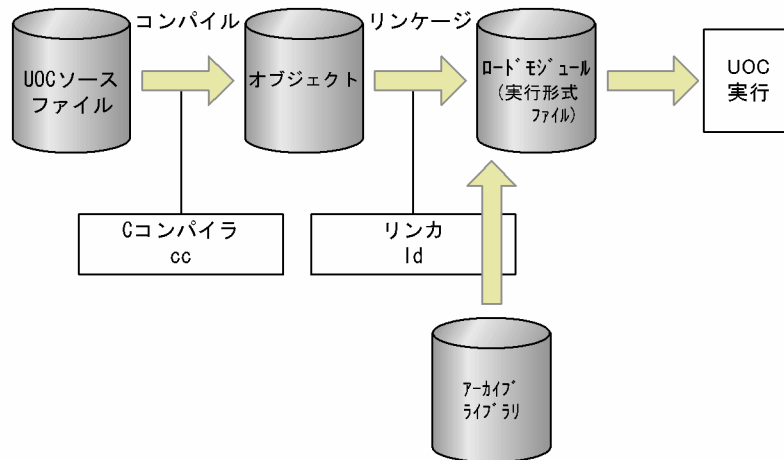 コンパイル
リンケージ
UOCソース
ファイル
オブジェクト
ﾛｰﾄﾞﾓｼﾞｭｰﾙ
(実行形式
ﾌｧｲﾙ)
UOC
実行
Cコンパイラ
cc
リンカ
ld
ｱｰｶｲﾌﾞ
ﾗｲﾌﾞﾗﾘ